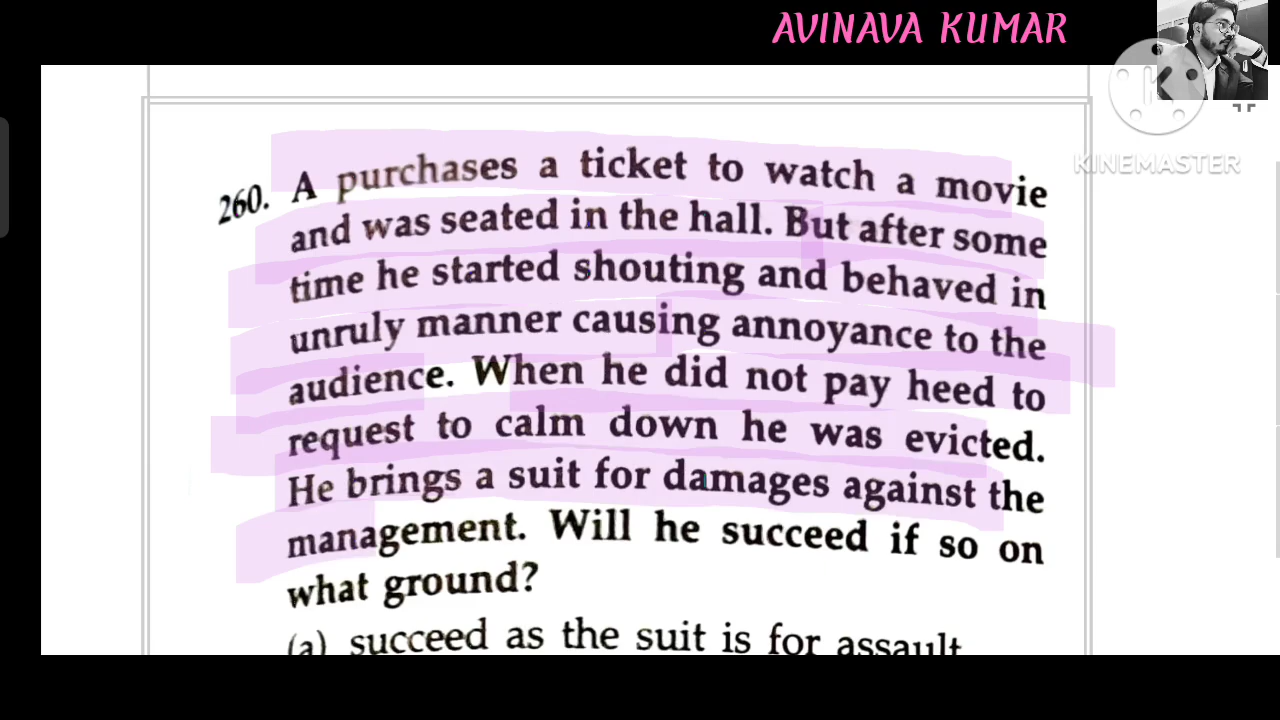 AVINAVA KUMAR
KINEMASTER
260. A purchases a ticket to watch a movie
and was seated in the hall. But after some
time he started shouting and behaved in
unruly manner causing annoyance to the
audience. When he did not pay heed to
request to calm down he was evicted.
He brings a suit for damages against the
management. Will he succeed if so on
what ground?
(a) succeed as the suit is for assault